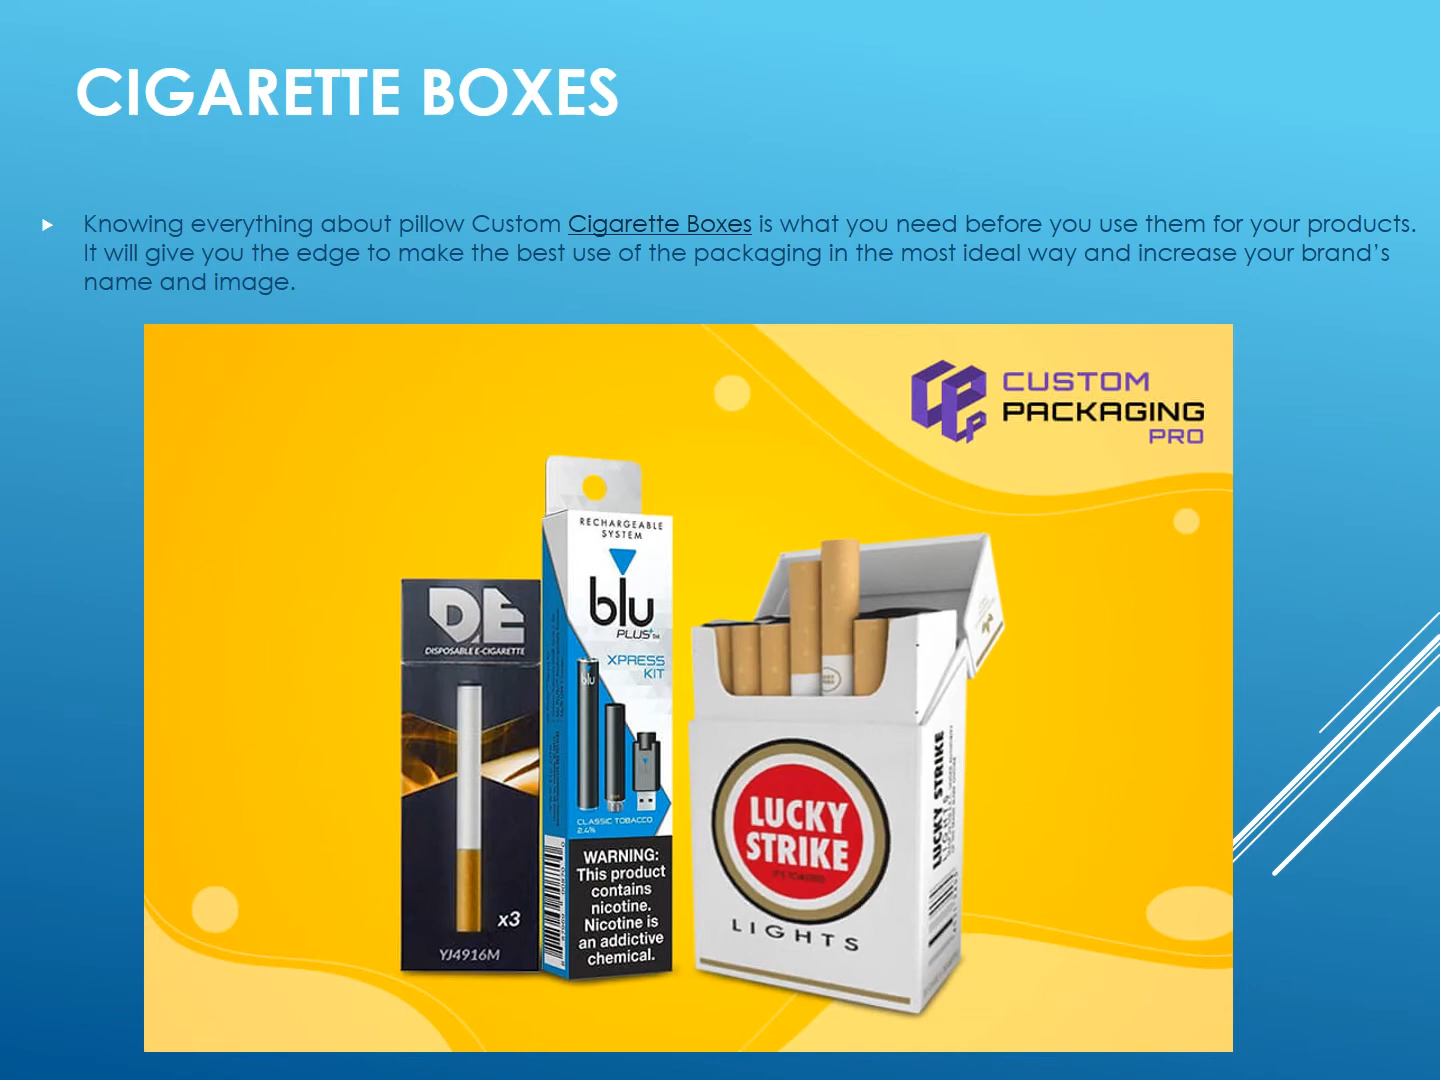 CIGARETTE BOXES
Knowing everything about pillow Custom Cigarette Boxes is what you need before you use them for your products.
It will give you the edge to make the best use of the packaging in the most ideal way and increase your brand’s
name and image.
CUSTOM
PACKAGING
PRO
RECHARGEABLE
SYSTEM
blu
PLUS+
XPRESS
KIT
blu
CLASSIC TOBACCO
2.4%
WARNING:
This product
contains
nicotine.
Nicotine is
an addictive
chemical.
DE
DISPOSABLE E-CIGARETTE
x3
YJ4916M
LUCKY
STRIKE
IT'S TOASTED
LIGHTS
LUCKY STRIKE